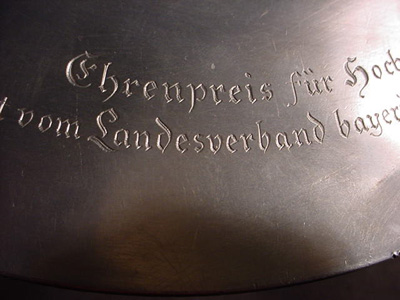 Ehrenpreis für Hoch
t vom Landesverband bayer